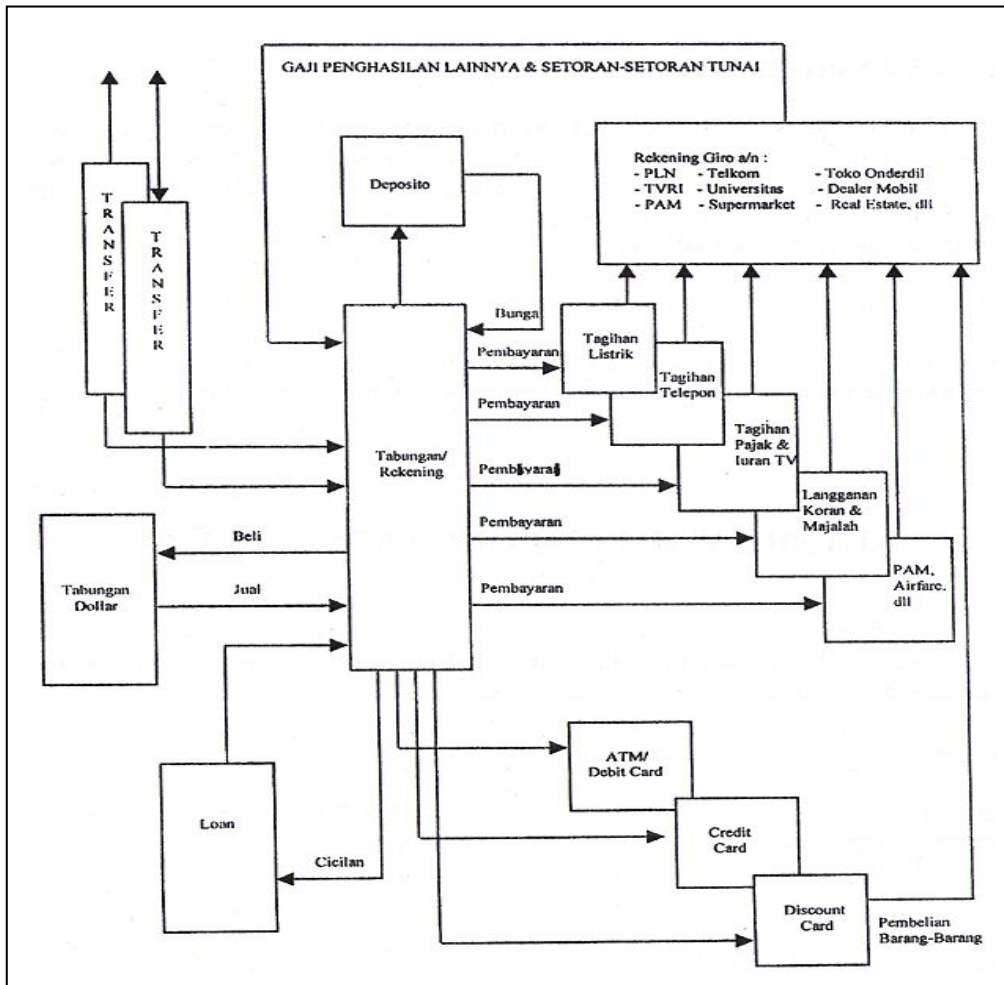 GAJI PENGHASILAN LAINNYA & SETORAN-SETORAN TUNAI
Rekening Giro a/n :
- PLN - Telkom - Toko Onderdil
- TVRI - Universitas - Dealer Mobil
- PAM - Supermarket - Real Estate, dll
Deposito
TRANSFER
TRANSFER
Bunga
Tagihan
Listrik
Pembayaran
Tagihan
Telepon
Pembayaran
Tagihan
Pajak &
Iuran TV
Tabungan/
Rekening
Pembayaran
Langganan
Koran &
Majalah
Pembayaran
Beli
PAM,
Airfare,
dll
Tabungan
Dollar
Jual
Pembayaran
ATM/
Debit Card
Loan
Credit
Card
Cicilan
Discount
Card
Pembelian
Barang-Barang